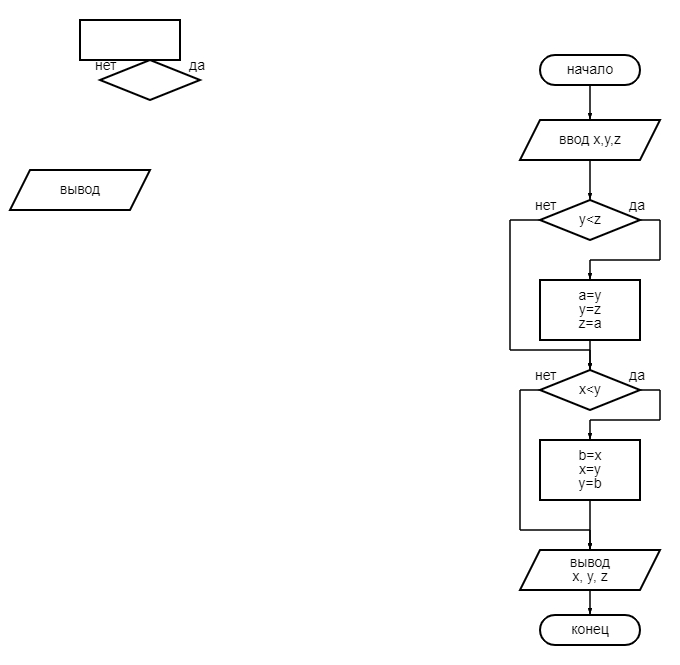 нет да
вывод
начало
ввод x,y,z
нет да
y<z
a=y
y=z
z=a
нет да
x<y
b=x
x=y
y=b
вывод
x, y, z
конец